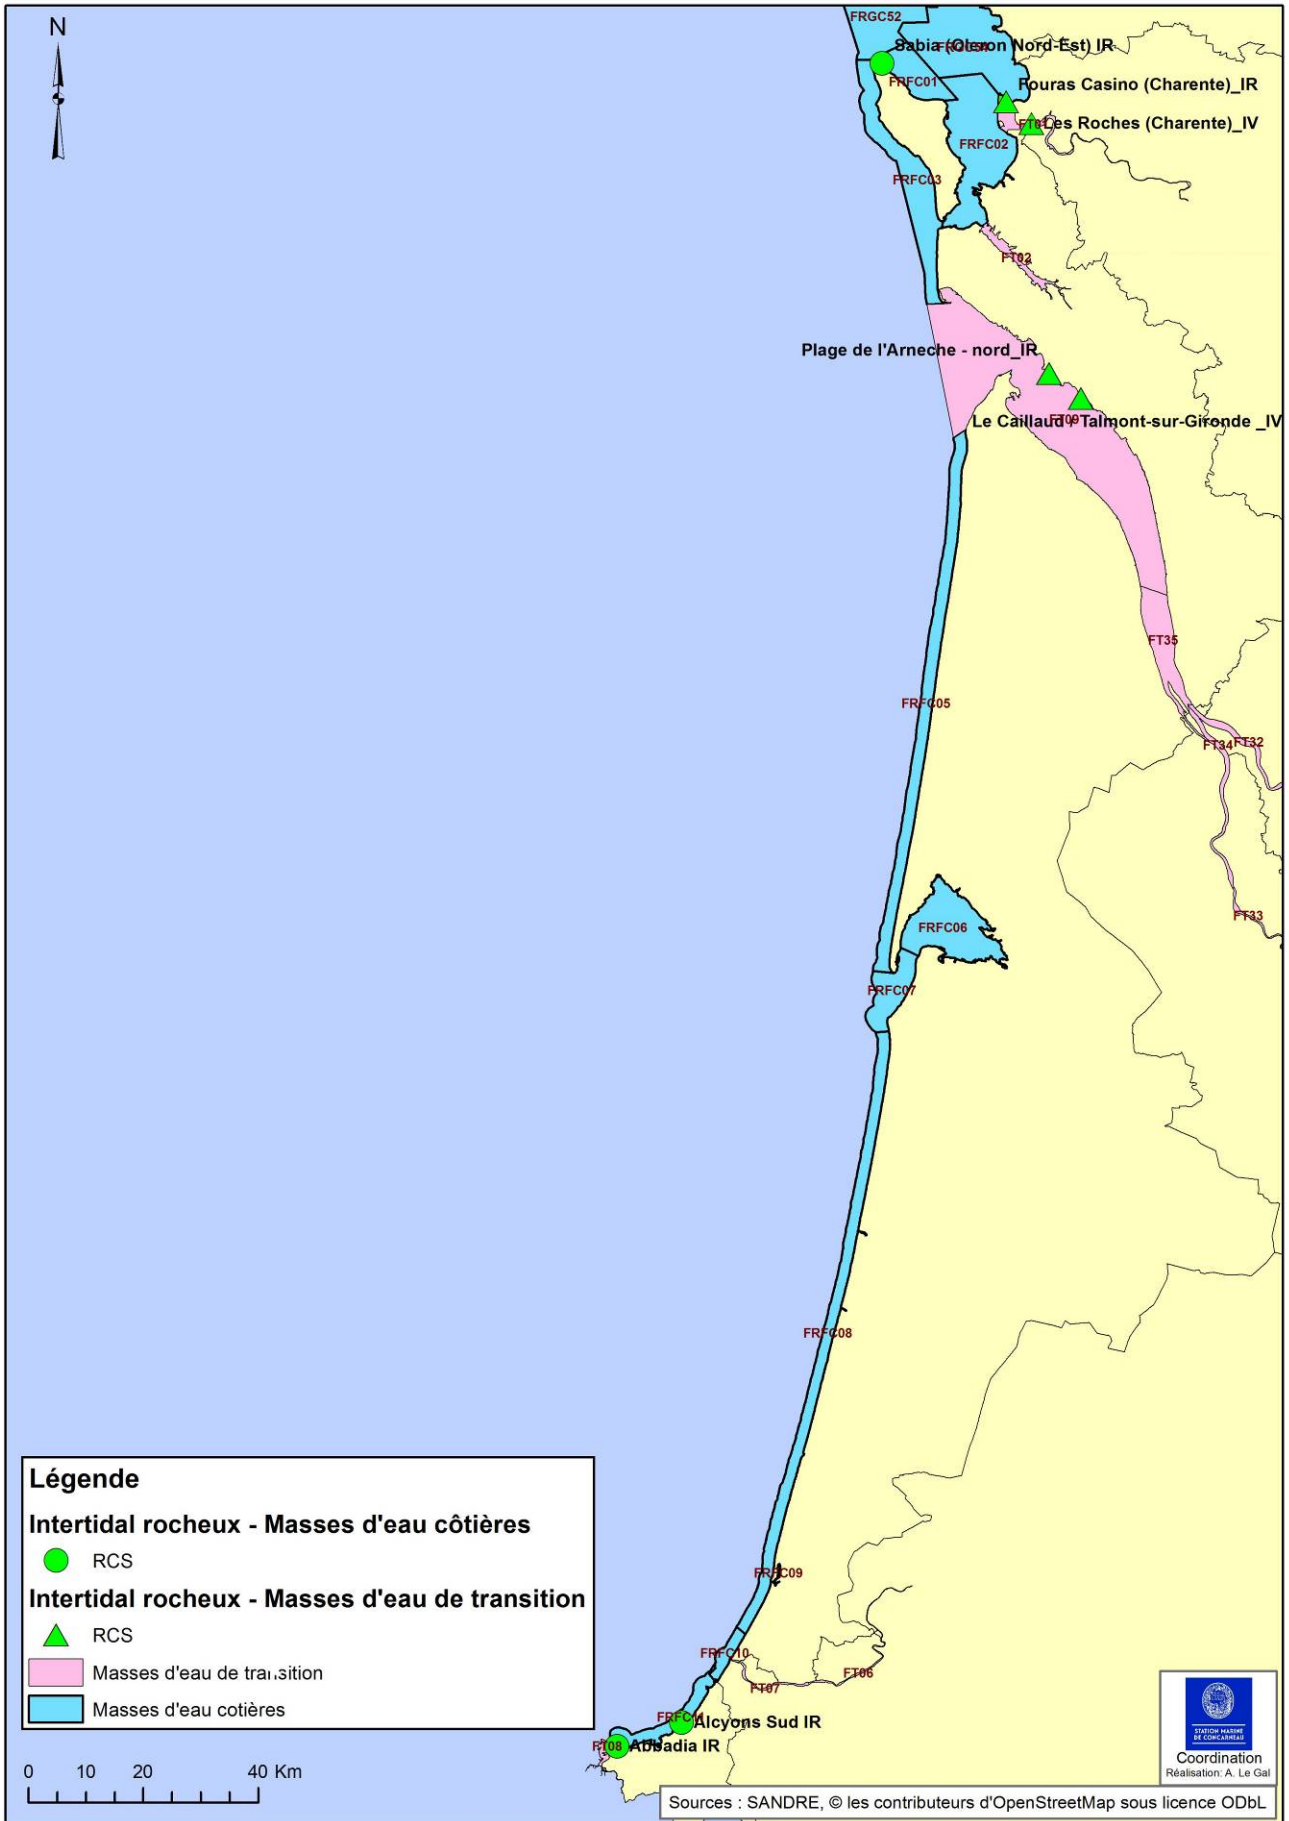 N
FRGC52
Sabia (Oleron Nord-Est) IR
FRFC01
Fouras Casino (Charente)_IR
Les Roches (Charente)_IV
FRFC02
FRFC03
FT02
Plage de l'Arneche - nord_IR
Le Caillaud / Talmont-sur-Gironde _IV
FT09
FT35
FRFC05
FT34
FT32
FT33
FRFC06
FRFC07
FRFC08
FRFC09
FRFC10
FT06
FT07
FRFC11
Alcyons Sud IR
FT08
Abbadia IR
Légende
Intertidal rocheux - Masses d'eau côtières
RCS
Intertidal rocheux - Masses d'eau de transition
RCS
Masses d'eau de transition
Masses d'eau cotières
0 10 20 40 Km
STATION MARINE
DE CONCARNEAU
Coordination
Réalisation: A. Le Gal
Sources : SANDRE, © les contributeurs d'OpenStreetMap sous licence ODbL